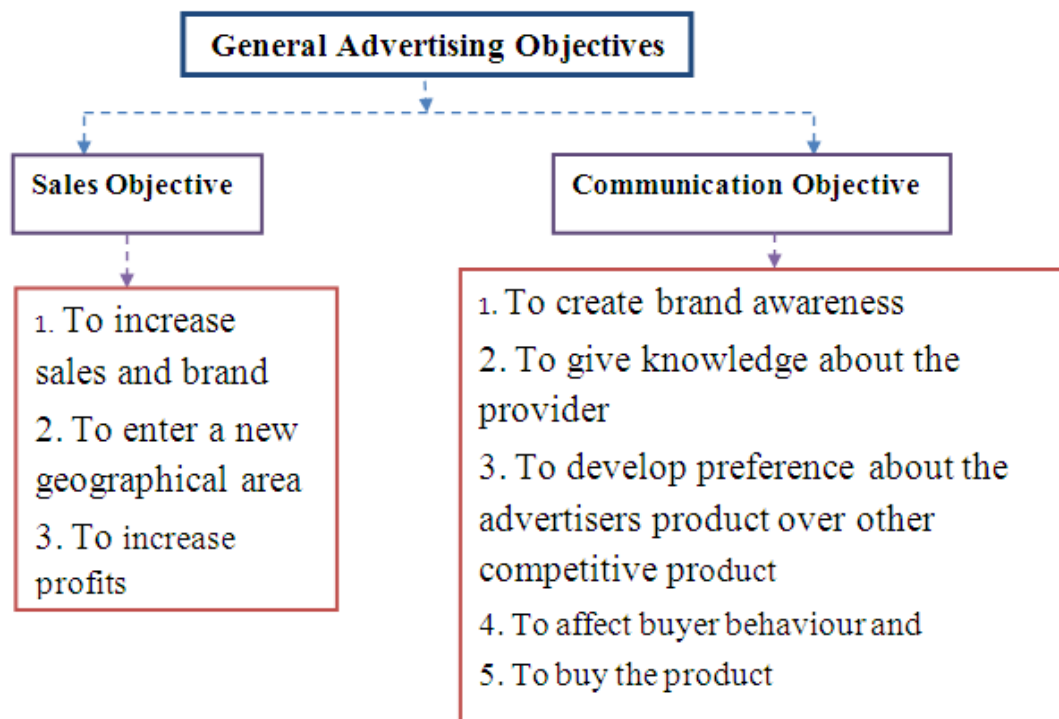 General Advertising Objectives
Sales Objective
Communication Objective
1. To increase
sales and brand
2. To enter a new
geographical area
3. To increase
profits
1. To create brand awareness
2. To give knowledge about the
provider
3. To develop preference about the
advertisers product over other
competitive product
4. To affect buyer behaviour and
5. To buy the product